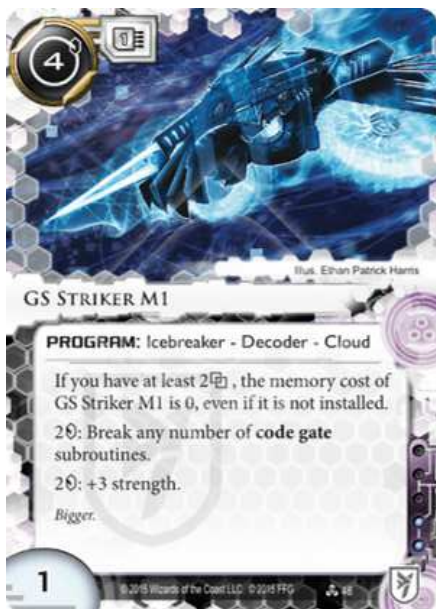 4
1
Illus. Ethan Patrick Harris
GS STRIKER M1
PROGRAM: Icebreaker - Decoder - Cloud
If you have at least 2, the memory cost of
GS Striker M1 is 0, even if it is not installed.
2: Break any number of code gate
subroutines.
2: +3 strength.
Bigger.
1
© 2015 Wizards of the Coast LLC. © 2015 FFG
46